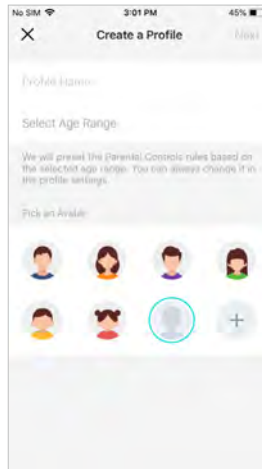 No SIM 3:01 PM 45%
Create a Profile Next
Profile Name
Select Age Range
We will preset the Parental Controls rules based on
the selected age range. You can always change it in
the profile settings.
Pick an Avatar